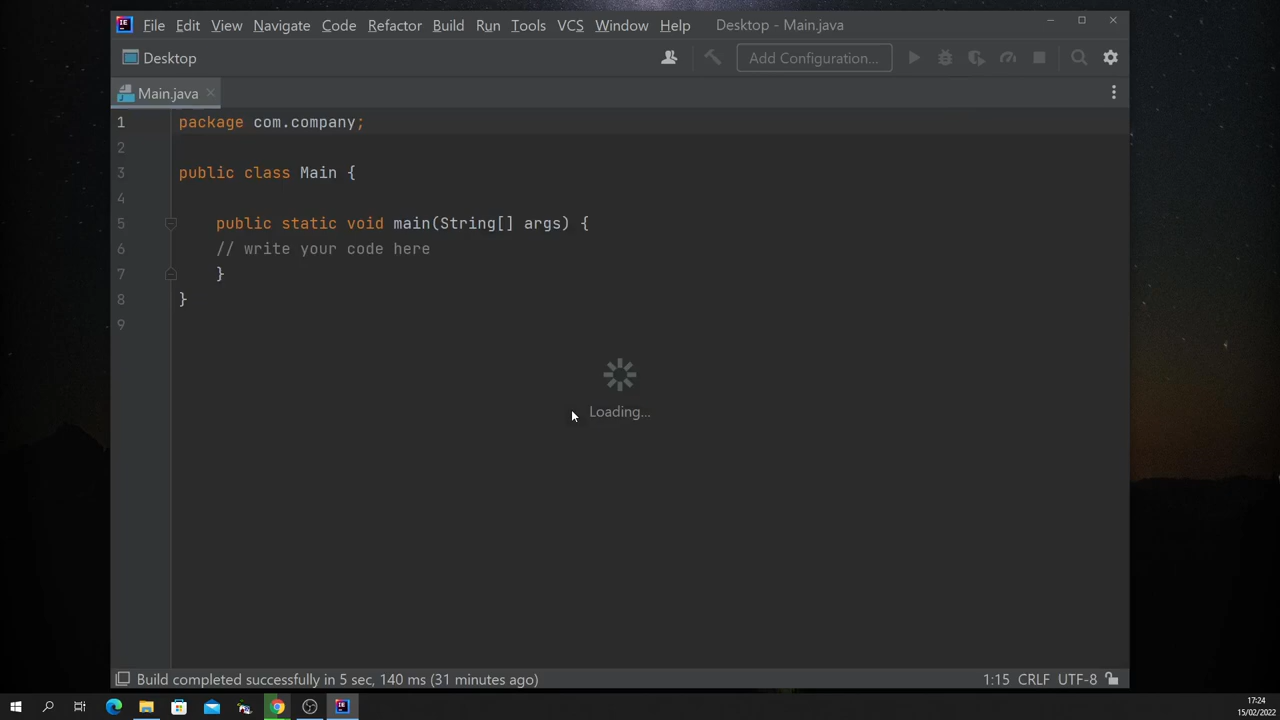 File Edit View Navigate Code Refactor Build Run Tools VCS Window Help Desktop - Main.java
Desktop Add Configuration...
Main.java
1 package com.company;
2
3 public class Main {
4
5 public static void main(String[] args) {
6 // write your code here
7 }
8 }
9
Loading...
Build completed successfully in 5 sec, 140 ms (31 minutes ago) 1:15 CRLF UTF-8
17:24
15/02/2022